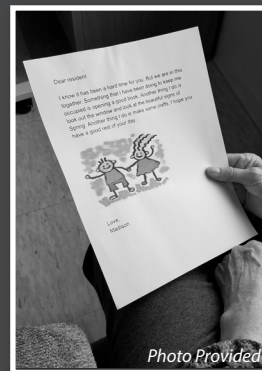 Dear resident
I know it has been a hard time for you. But we are in this
together. Something that I have been doing to keep me
occupied is opening a good book. Another thing I do is
look out the window and look at the beautiful signs of
Spring. Another thing I do is make some crafts. I hope you
have a good rest of your day.
Love,
Madison
Photo Provided